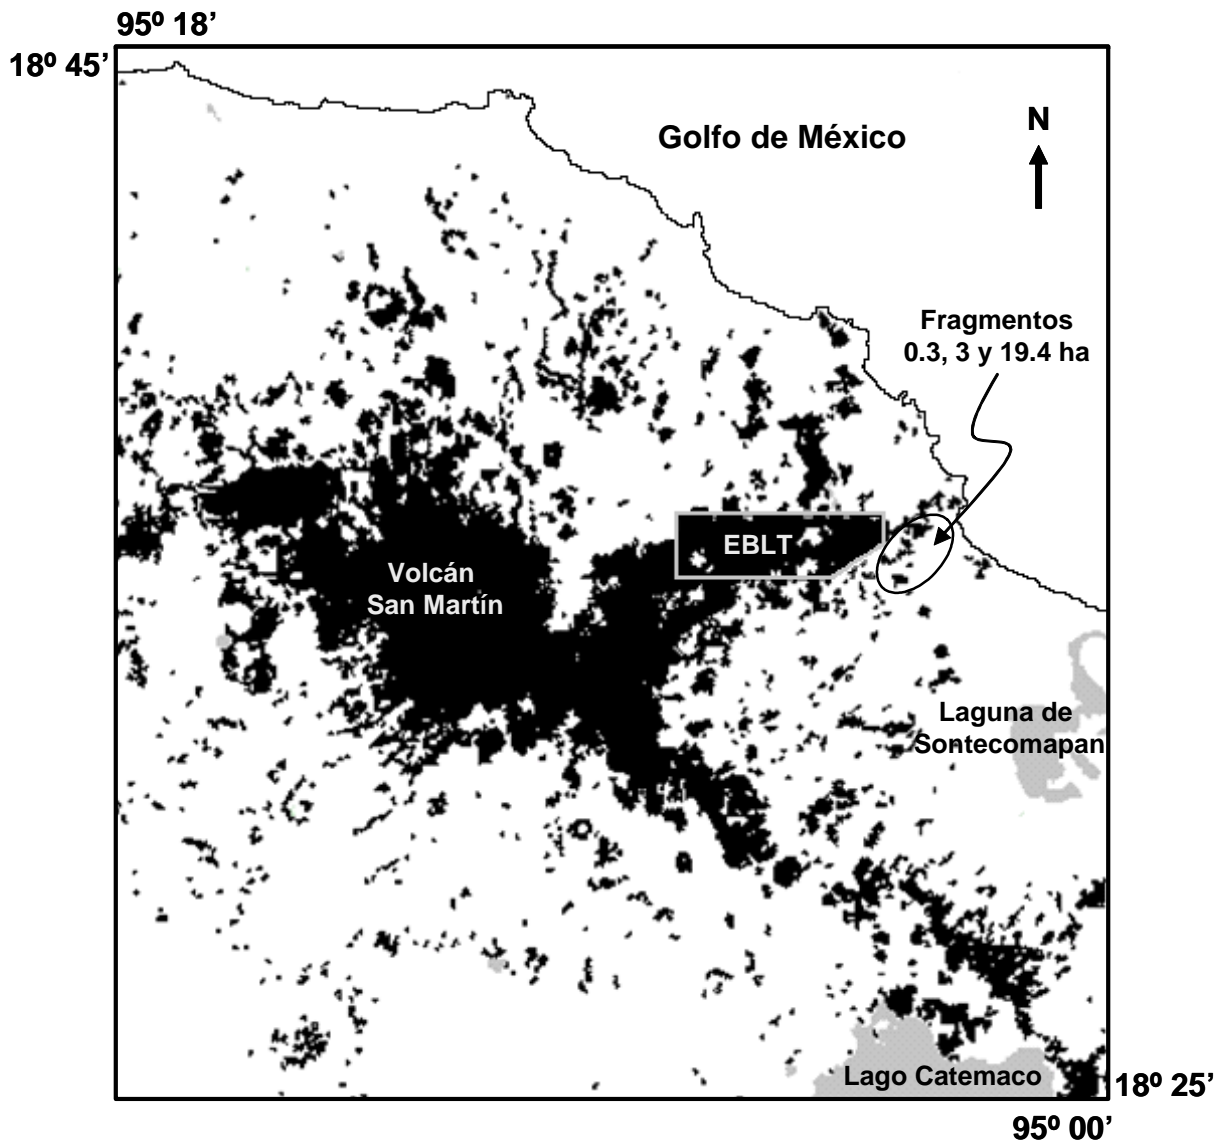 95º 18’
18º 45’
Golfo de México
N
Fragmentos
0.3, 3 y 19.4 ha
EBLT
Volcán
San Martín
Laguna de
Sontecomapan
Lago Catemaco
18º 25’
95º 00’